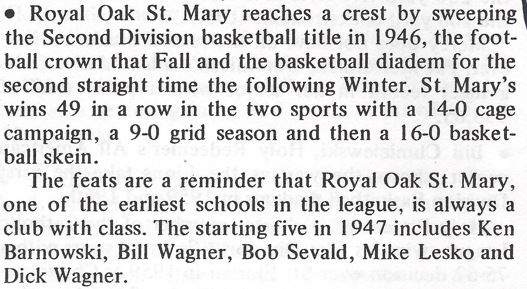 • Royal Oak St. Mary reaches a crest by sweeping
the Second Division basketball title in 1946, the foot-
ball crown that Fall and the basketball diadem for the
second straight time the following Winter. St. Mary's
wins 49 in a row in the two sports with a 14-0 cage
campaign, a 9-0 grid season and then a 16-0 basket-
ball skein.
The feats are a reminder that Royal Oak St. Mary,
one of the earliest schools in the league, is always a
club with class. The starting five in 1947 includes Ken
Barnowski, Bill Wagner, Bob Sevald, Mike Lesko and
Dick Wagner.